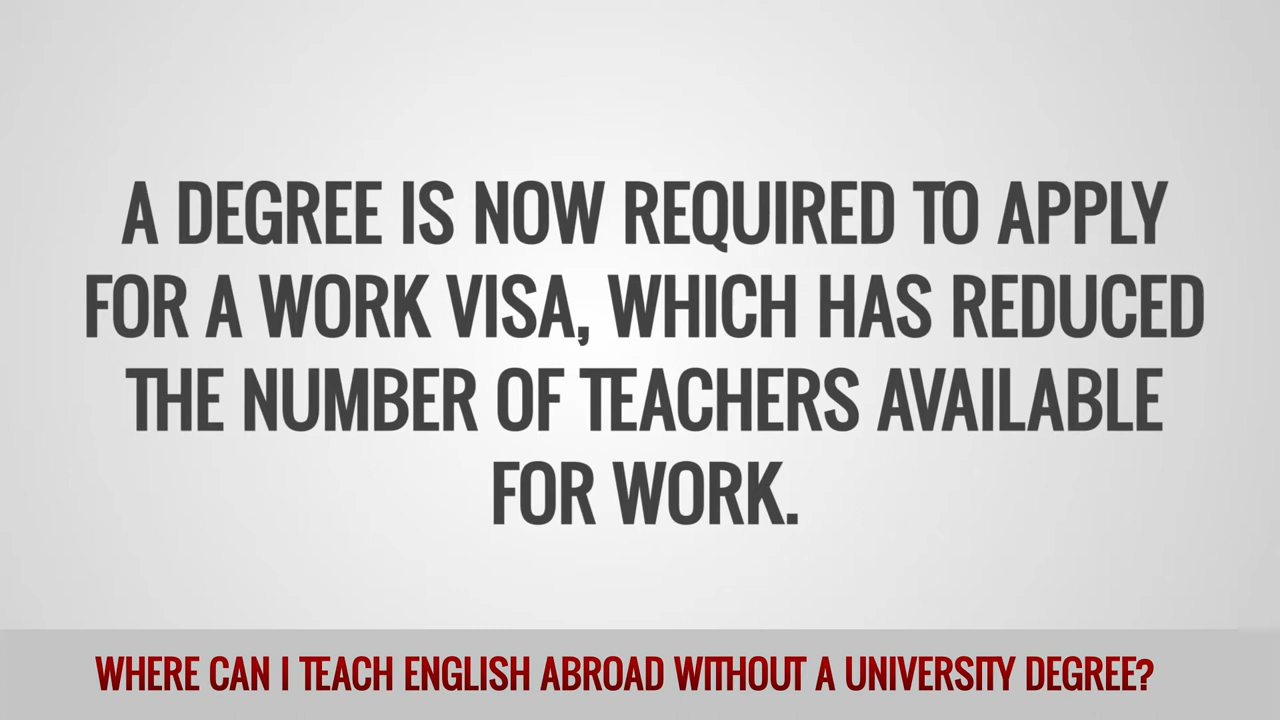 A DEGREE IS NOW REQUIRED TO APPLY
FOR A WORK VISA, WHICH HAS REDUCED
THE NUMBER OF TEACHERS AVAILABLE
FOR WORK.
WHERE CAN I TEACH ENGLISH ABROAD WITHOUT A UNIVERSITY DEGREE?